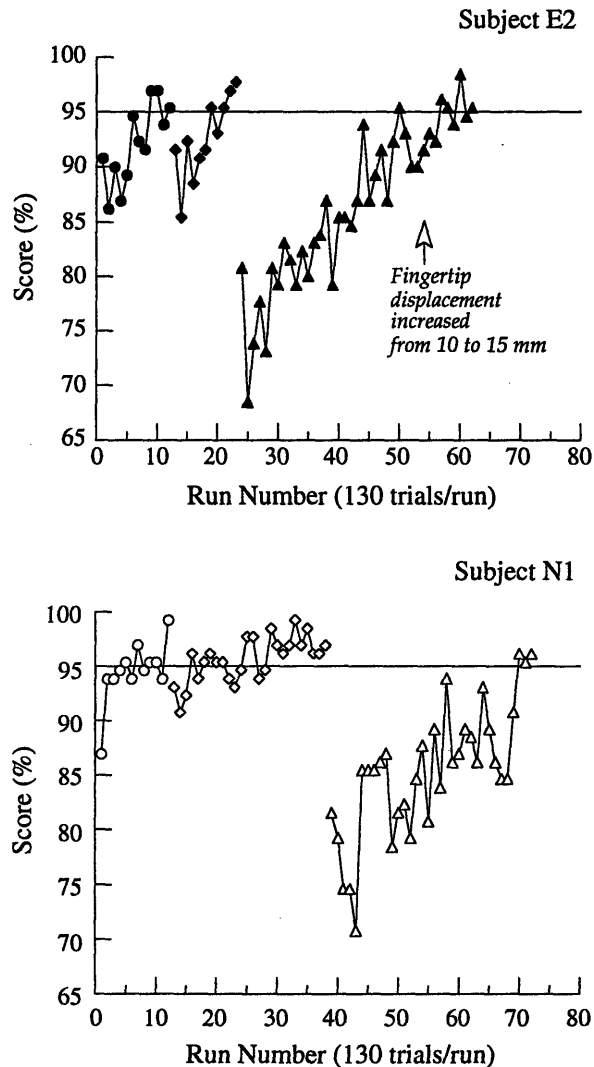 Subject E2
100
95
90
85
80
75
70
65
Score (%)
Fingertip
displacement
increased
from 10 to 15 mm
0 10 20 30 40 50 60 70 80
Run Number (130 trials/run)
Subject N1
100
95
90
85
80
75
70
65
Score (%)
0 10 20 30 40 50 60 70 80
Run Number (130 trials/run)